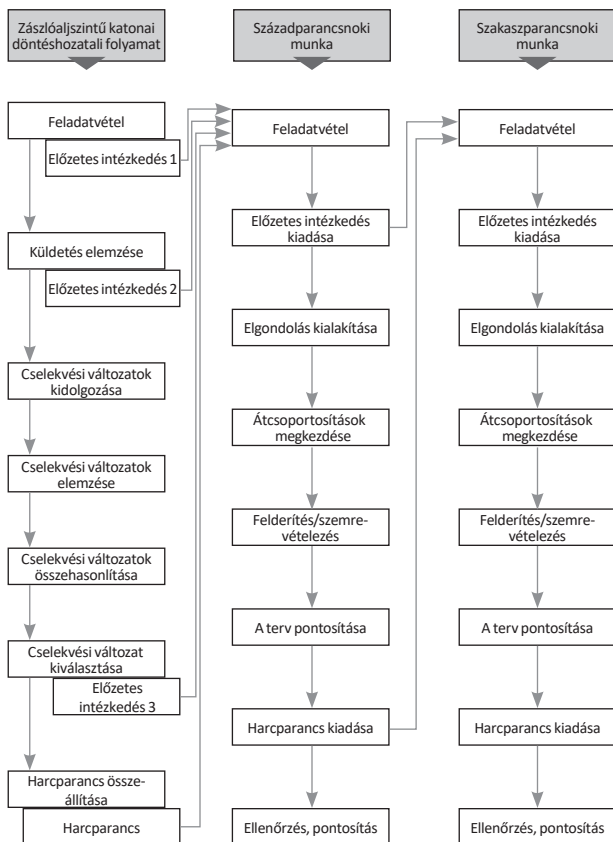 Zászlóaljszintű katonai
döntéshozatali folyamat
Feladatvétel
Előzetes intézkedés 1
Küldetés elemzése
Előzetes intézkedés 2
Cselekvési változatok
kidolgozása
Cselekvési változatok
elemzése
Cselekvési változatok
összehasonlítása
Cselekvési változat
kiválasztása
Előzetes
intézkedés 3
Harcparancs össze-
állítása
Harcparancs
Századparancsnoki
munka
Feladatvétel
Előzetes intézkedés
kiadása
Elgondolás kialakítása
Átcsoportosítások
megkezdése
Felderítés/szemre-
vételezés
A terv pontosítása
Harcparancs kiadása
Ellenőrzés, pontosítás
Szakaszparancsnoki
munka
Feladatvétel
Előzetes intézkedés
kiadása
Elgondolás kialakítása
Átcsoportosítások
megkezdése
Felderítés/szemre-
vételezés
A terv pontosítása
Harcparancs kiadása
Ellenőrzés, pontosítás